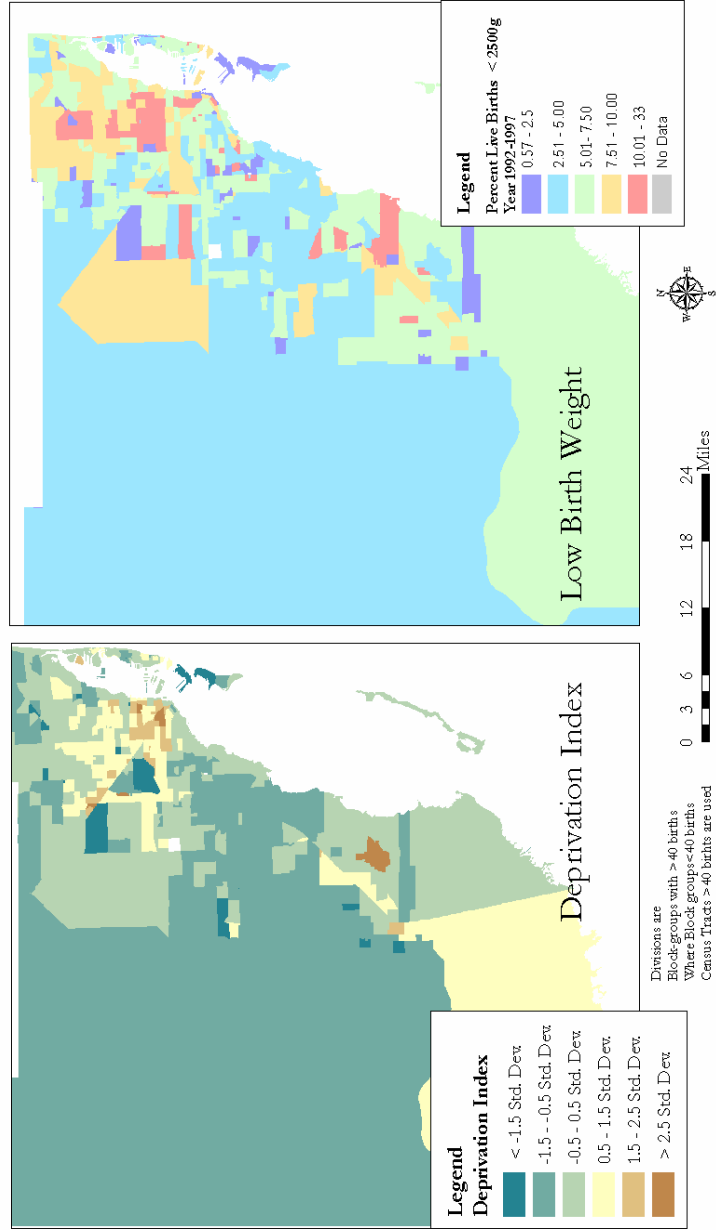 Legend
Percent Live Births < 2500g
Year 1992-1997
0.57 - 2.5
2.51 - 5.00
5.01- 7.50
7.51 - 10.00
10.01 - 33
No Data
Low Birth Weight
N
W E
S
Deprivation Index
Legend
Deprivation Index
< -1.5 Std. Dev.
-1.5 - -0.5 Std. Dev.
-0.5 - 0.5 Std. Dev.
0.5 - 1.5 Std. Dev.
1.5 - 2.5 Std. Dev.
> 2.5 Std. Dev.
0 3 6 12 18 24
Miles
Divisions are
Block-groups with >40 births
Where Block groups<40 births
Census Tracts > 40 birhts are used